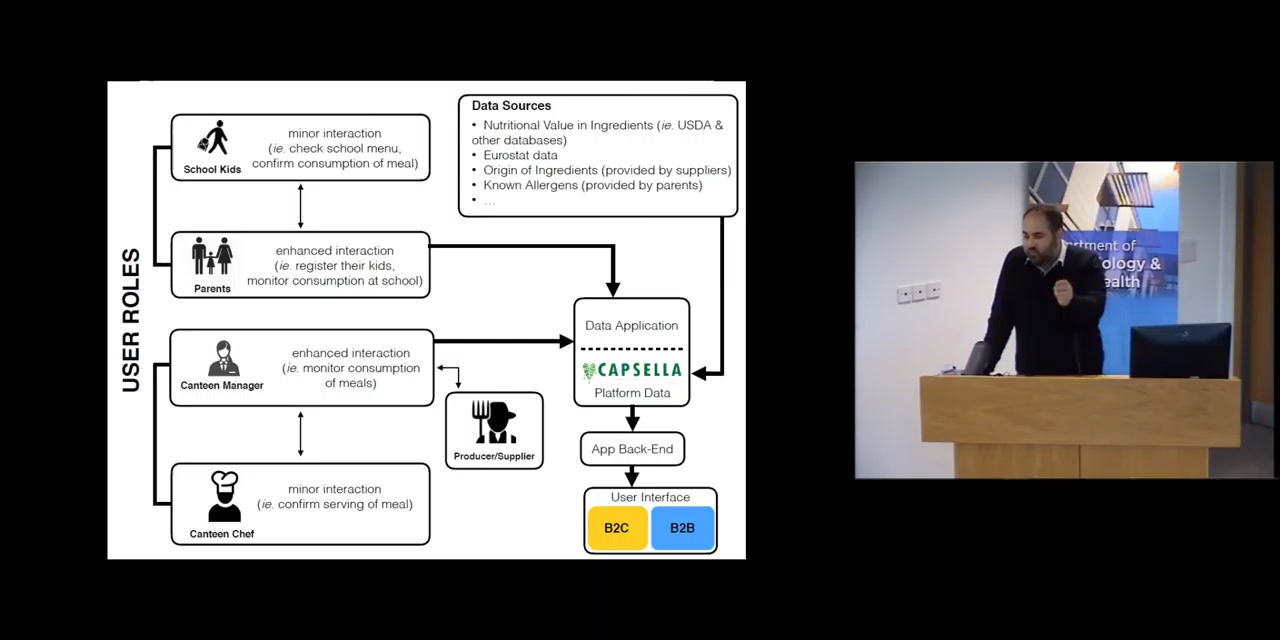 USER ROLES
School Kids
minor interaction
(ie. check school menu,
confirm consumption of meal)
Parents
enhanced interaction
(ie. register their kids,
monitor consumption at school)
Canteen Manager
enhanced interaction
(ie. monitor consumption
of meals)
Producer/Supplier
Canteen Chef
minor interaction
(ie. confirm serving of meal)
Data Sources
• Nutritional Value in Ingredients (ie. USDA &
other databases)
• Eurostat data
• Origin of Ingredients (provided by suppliers)
• Known Allergens (provided by parents)
• ...
Data Application
CAPSELLA
Platform Data
App Back-End
User Interface
B2C
B2B